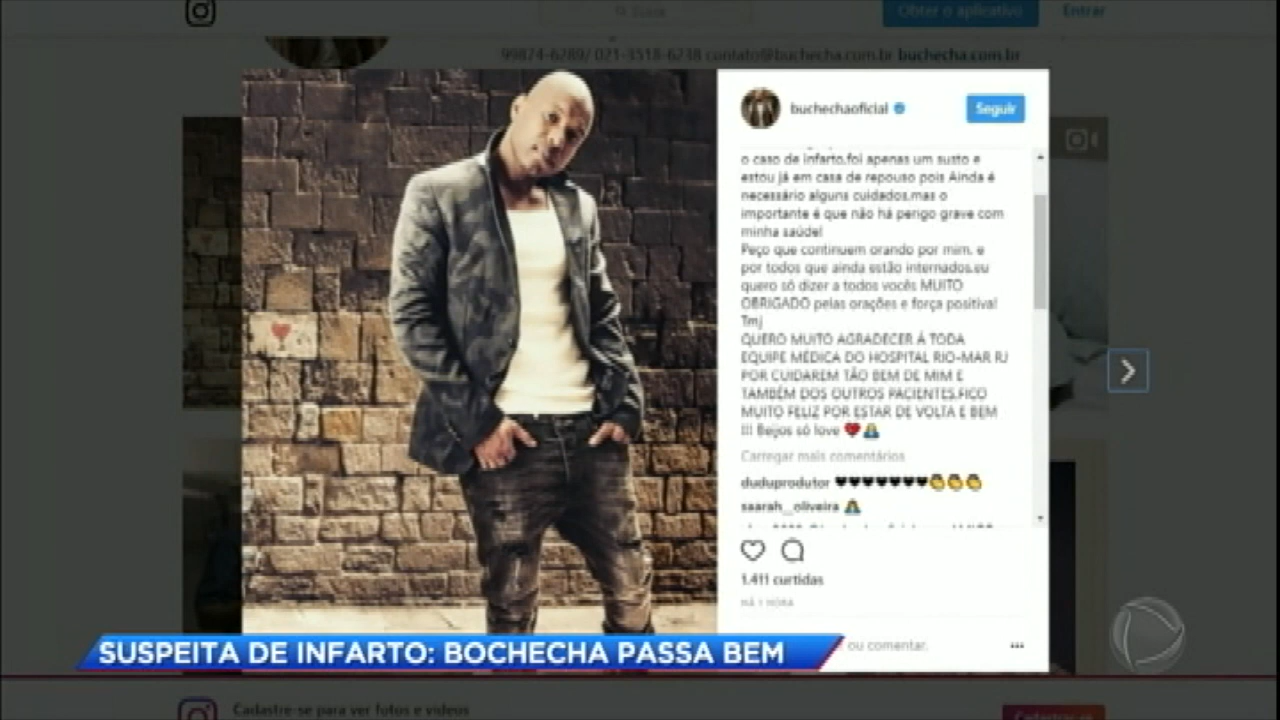 Obter o aplicativo
Entrar
99874-6289/ 021-3518-6738 contato@buchecha.com.br buchecha.com.br
buchechaoficial
Seguir
o caso de infarto,foi apenas um susto e
estou já em casa de repouso pois Ainda é
necessário alguns cuidados,mas o
importante é que não há perigo grave com
minha saúde!
Peço que continuem orando por mim, e
por todos que ainda estão internados,eu
quero só dizer a todos vocês MUITO
OBRIGADO pelas orações e força positiva!
Tmj
QUERO MUITO AGRADECER Á TODA
EQUIPE MÉDICA DO HOSPITAL RIO-MAR RJ
POR CUIDAREM TÃO BEM DE MIM E
TAMBÉM DOS OUTROS PACIENTES,FICO
MUITO FELIZ POR ESTAR DE VOLTA E BEM
!!! Beijos só love ❤️🙏
Carregar mais comentários
duduprodutor ♥♥♥♥♥♥♥♥👏👏👏
saarah_oliveira 🙏
1.411 curtidas
HÁ 1 HORA
ou comentar.
SUSPEITA DE INFARTO: BOCHECHA PASSA BEM
Cadastre-se para ver fotos e vídeos